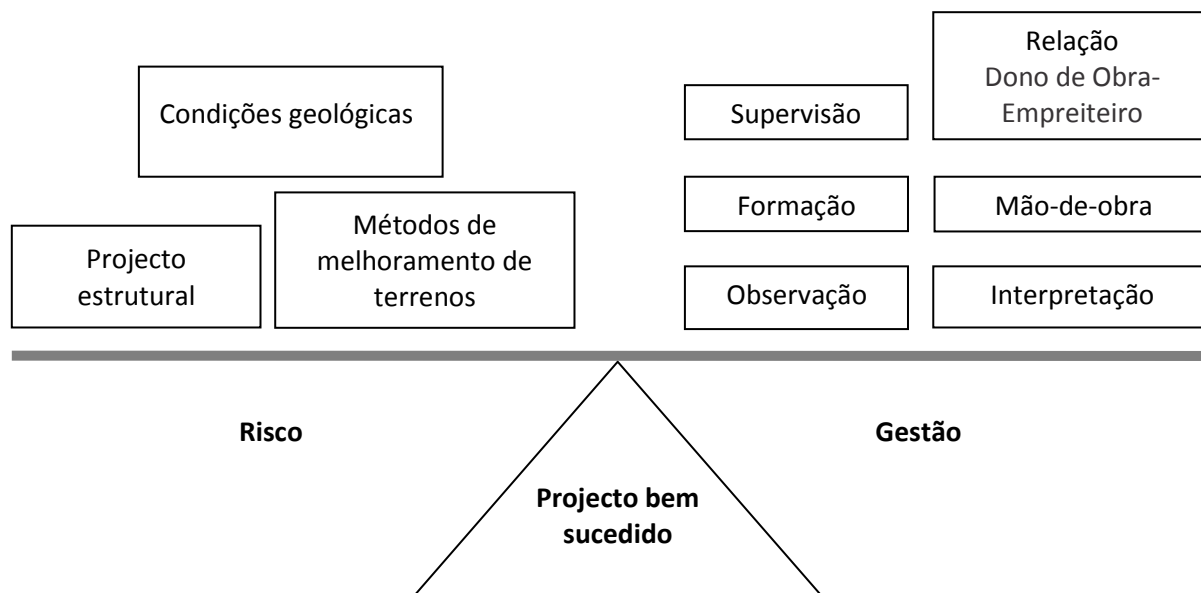 Condições geológicas
Projecto
estrutural
Métodos de
melhoramento de
terrenos
Supervisão
Relação
Dono de Obra-
Empreiteiro
Formação
Mão-de-obra
Observação
Interpretação
Risco
Gestão
Projecto bem
sucedido